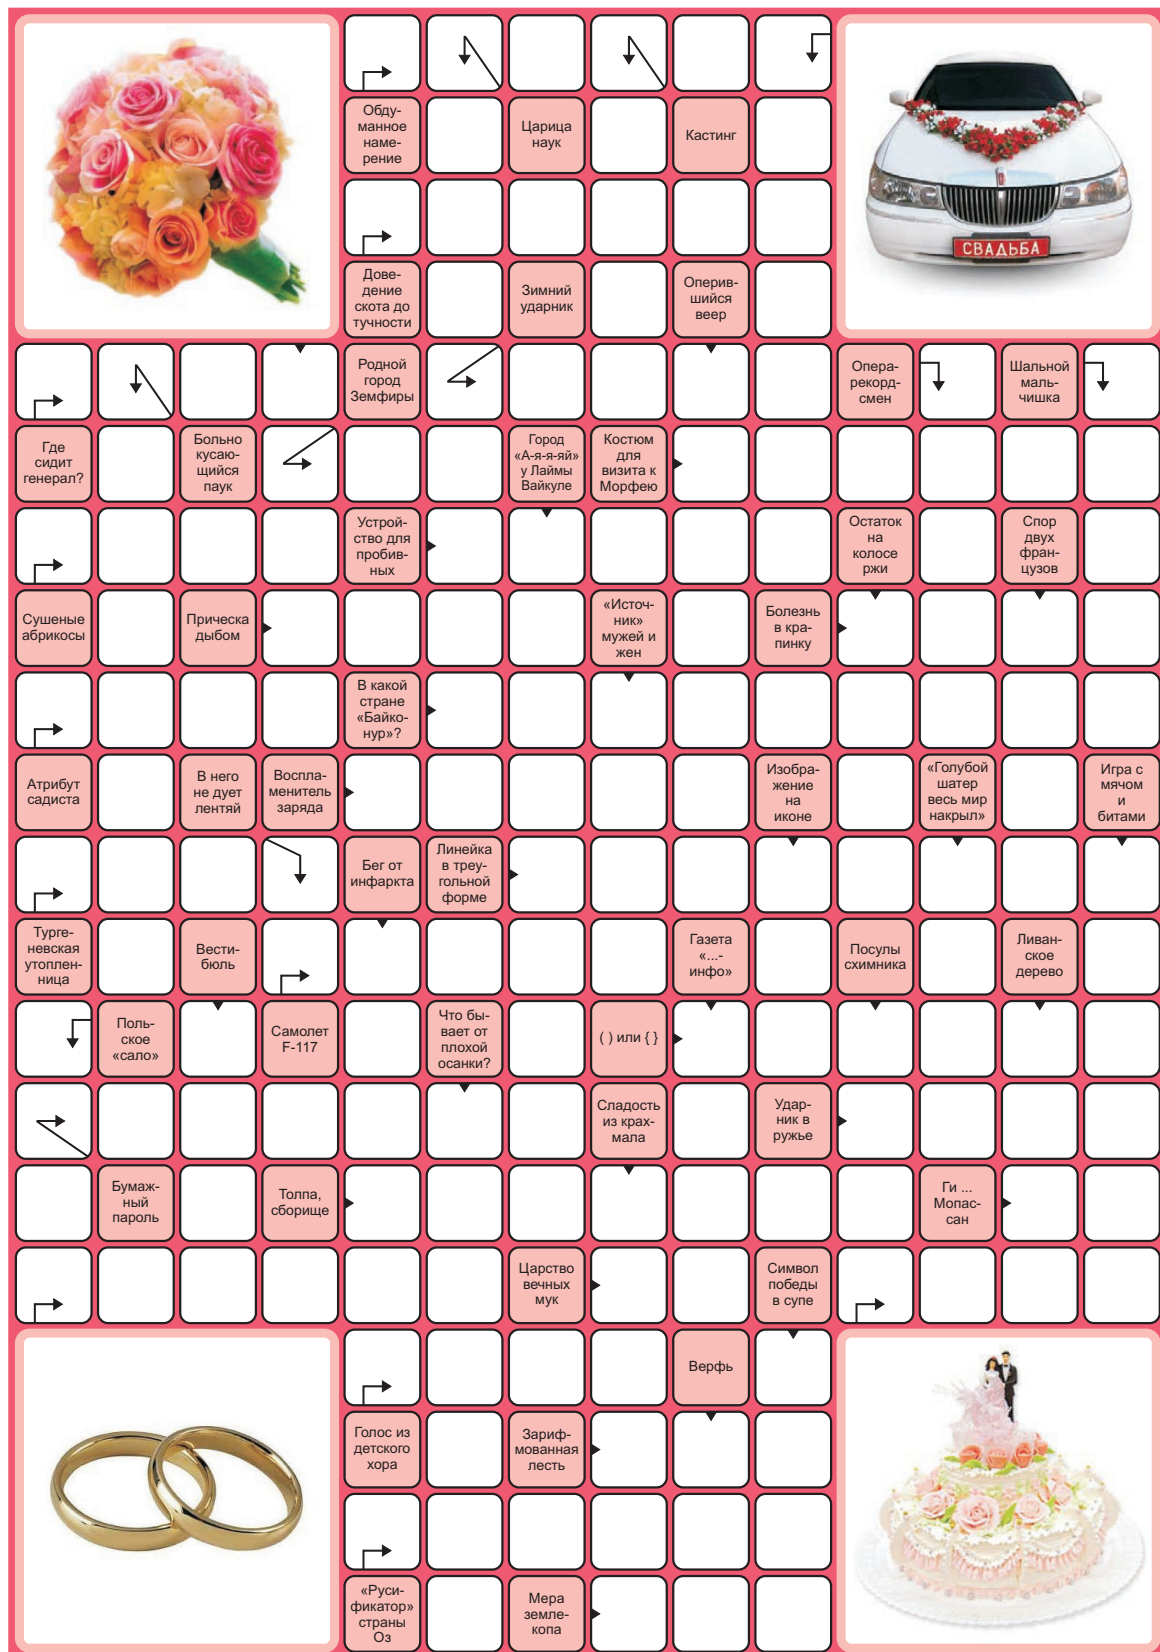 Обду-
манное
наме-
рение
Царица
наук
Кастинг
СВАДЬБА
Дове-
дение
скота до
тучности
Зимний
ударник
Оперив-
шийся
веер
Родной
город
Земфиры
Опера-
рекорд-
смен
Шальной
маль-
чишка
Где
сидит
генерал?
Больно
кусаю-
щийся
паук
Город
«А-я-я-яй»
у Лаймы
Вайкуле
Костюм
для
визита к
Морфею
Устрой-
ство для
пробив-
ных
Остаток
на
колосе
ржи
Спор
двух
фран-
цузов
Сушеные
абрикосы
Прическа
дыбом
«Источ-
ник»
мужей и
жен
Болезнь
в кра-
пинку
В какой
стране
«Байко-
нур»?
Атрибут
садиста
В него
не дует
лентяй
Воспла-
менитель
заряда
Изобра-
жение
на
иконе
«Голубой
шатер
весь мир
накрыл»
Игра с
мячом
и
битами
Бег от
инфаркта
Линейка
в треу-
гольной
форме
Турге-
невская
утоплен-
ница
Вести-
бюль
Газета
«...-
инфо»
Посулы
схимника
Ливан-
ское
дерево
Поль-
ское
«сало»
Самолет
F-117
Что бы-
вает от
плохой
осанки?
( ) или { }
Сладость
из крах-
мала
Удар-
ник в
ружье
Бумаж-
ный
пароль
Толпа,
сборище
Ги ...
Мопас-
сан
Царство
вечных
мук
Символ
победы
в супе
Верфь
Голос из
детского
хора
Зариф-
мованная
лесть
«Руси-
фикатор»
страны
Оз
Мера
земле-
копа